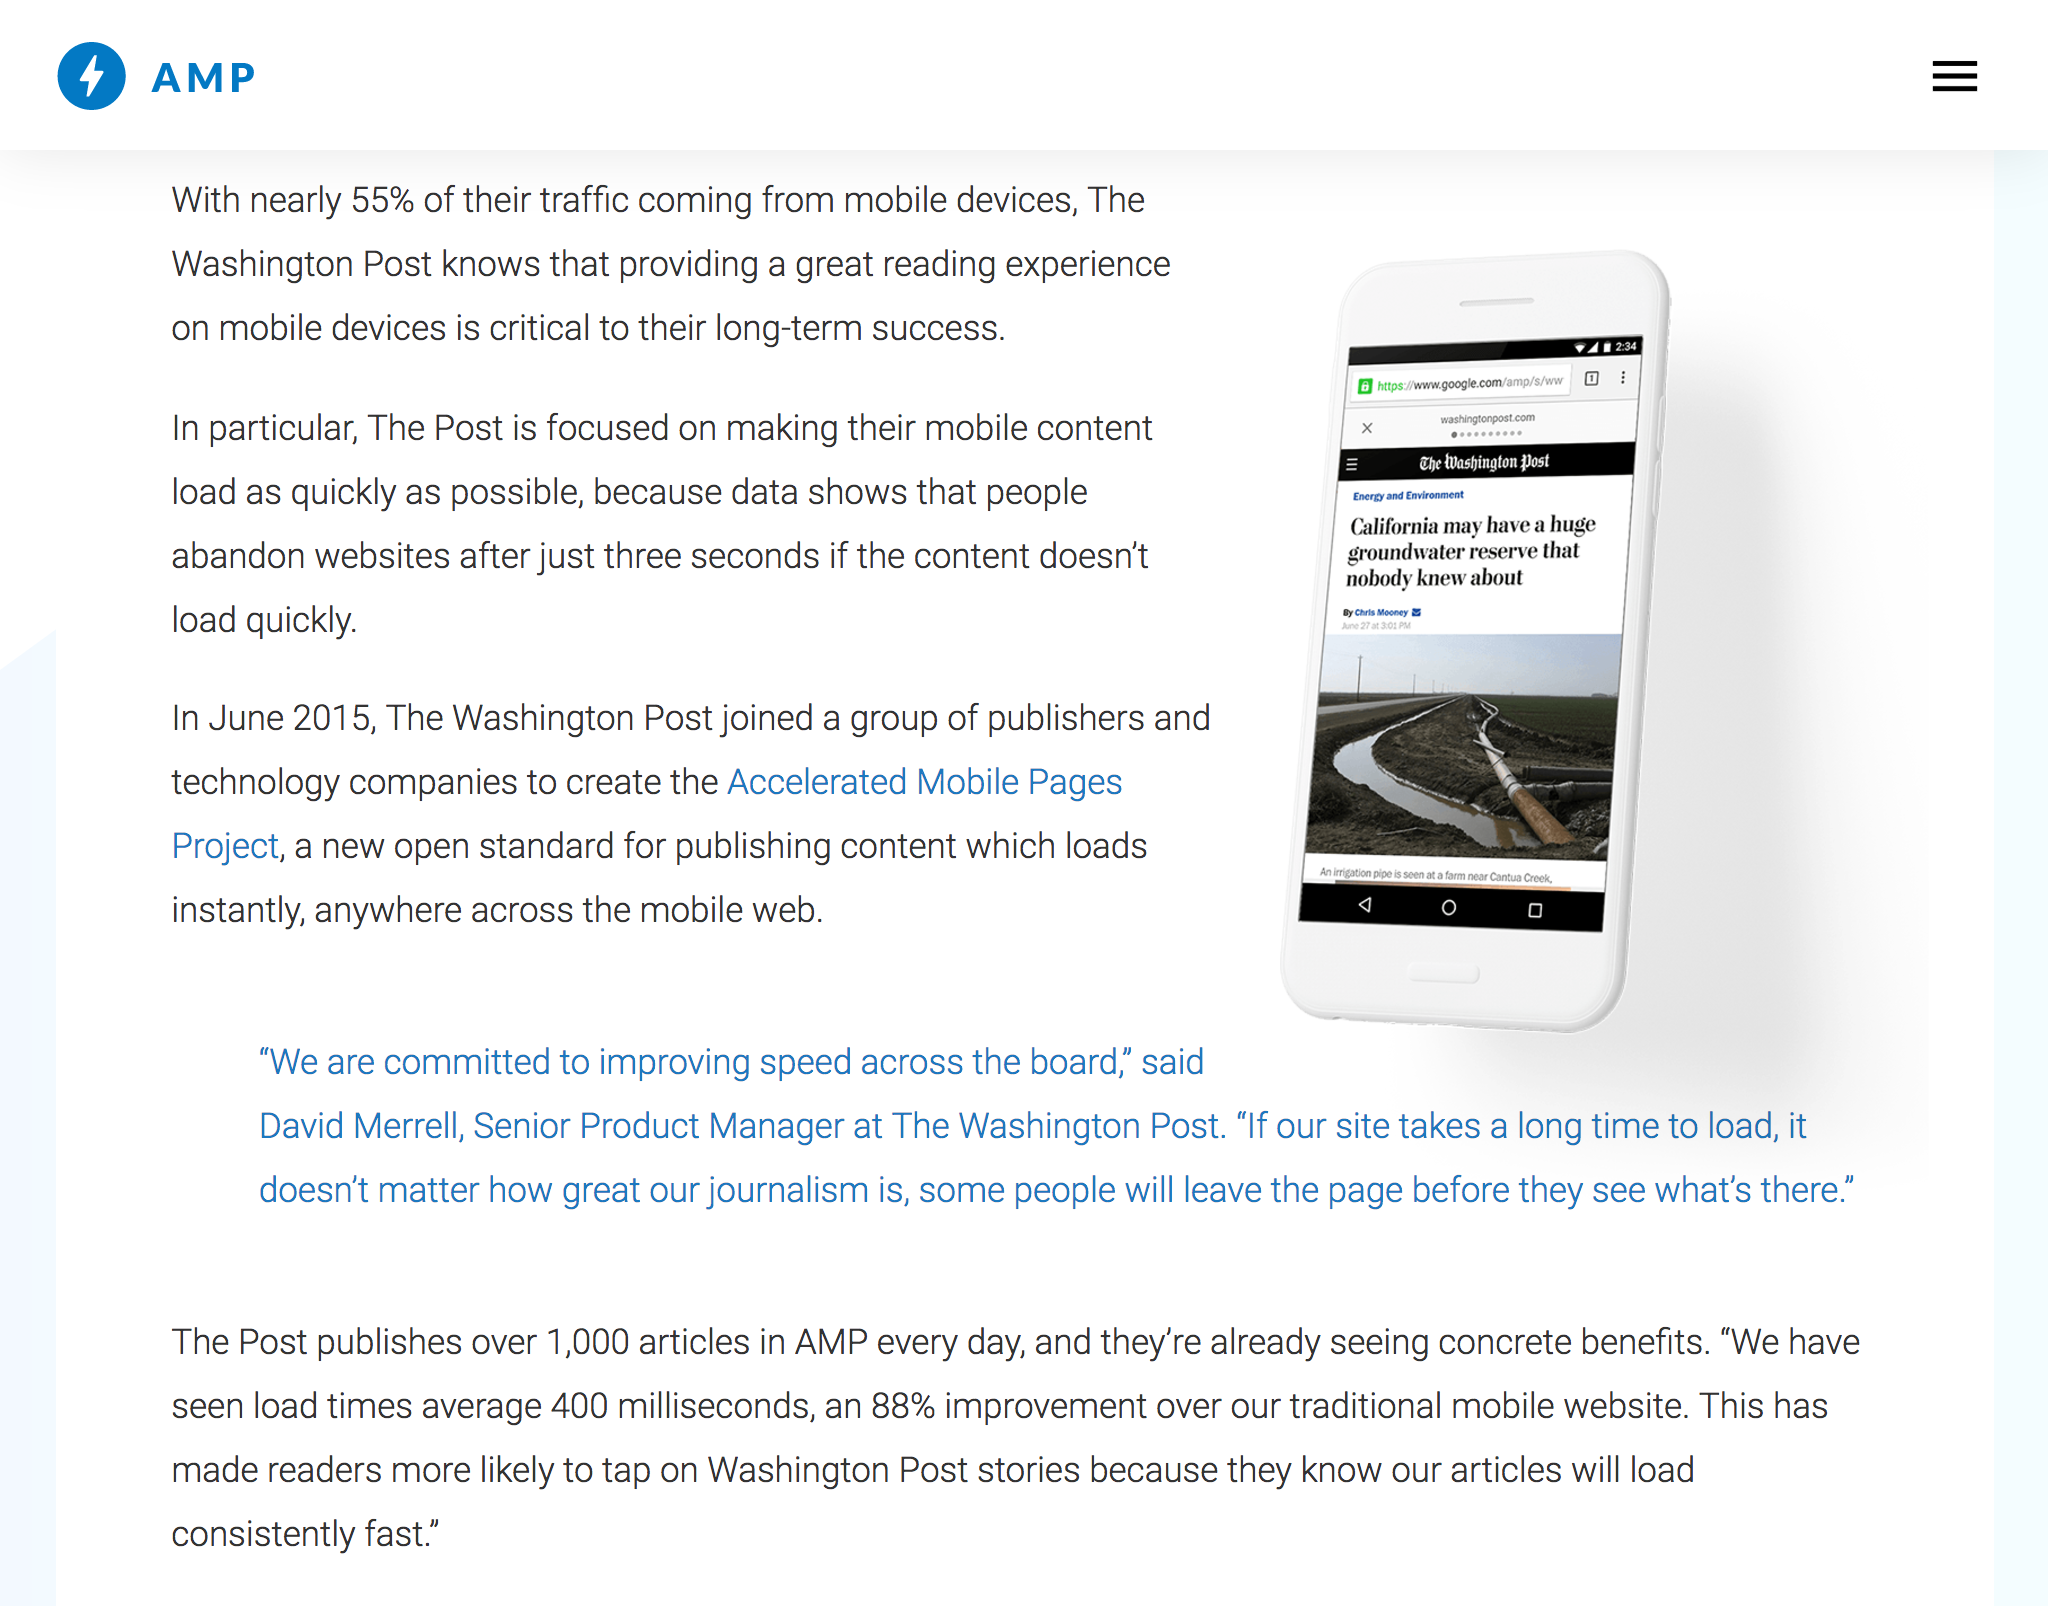 AMP
With nearly 55% of their traffic coming from mobile devices, The
Washington Post knows that providing a great reading experience
on mobile devices is critical to their long-term success.
In particular, The Post is focused on making their mobile content
load as quickly as possible, because data shows that people
abandon websites after just three seconds if the content doesn’t
load quickly.
In June 2015, The Washington Post joined a group of publishers and
technology companies to create the Accelerated Mobile Pages
Project, a new open standard for publishing content which loads
instantly, anywhere across the mobile web.
2:34
https://www.google.com/amp/s/ww
1
washingtonpost.com
The Washington Post
Energy and Environment
California may have a huge
groundwater reserve that
nobody knew about
By Chris Mooney
June 27 at 3:01 PM
An irrigation pipe is seen at a farm near Cantua Creek,
“We are committed to improving speed across the board,” said
David Merrell, Senior Product Manager at The Washington Post. “If our site takes a long time to load, it
doesn’t matter how great our journalism is, some people will leave the page before they see what’s there.”
The Post publishes over 1,000 articles in AMP every day, and they’re already seeing concrete benefits. “We have
seen load times average 400 milliseconds, an 88% improvement over our traditional mobile website. This has
made readers more likely to tap on Washington Post stories because they know our articles will load
consistently fast.”